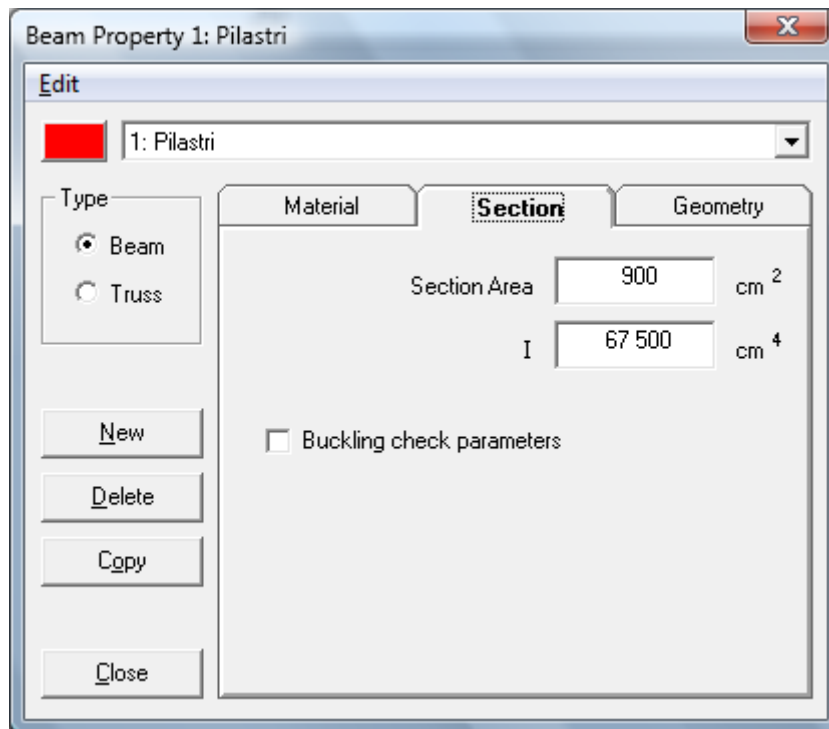 Beam Property 1: Pilastri
Edit
1: Pilastri
Type
Beam
Truss
Material Section Geometry
Section Area 900 cm 2
I 67 500 cm 4
Buckling check parameters
New
Delete
Copy
Close